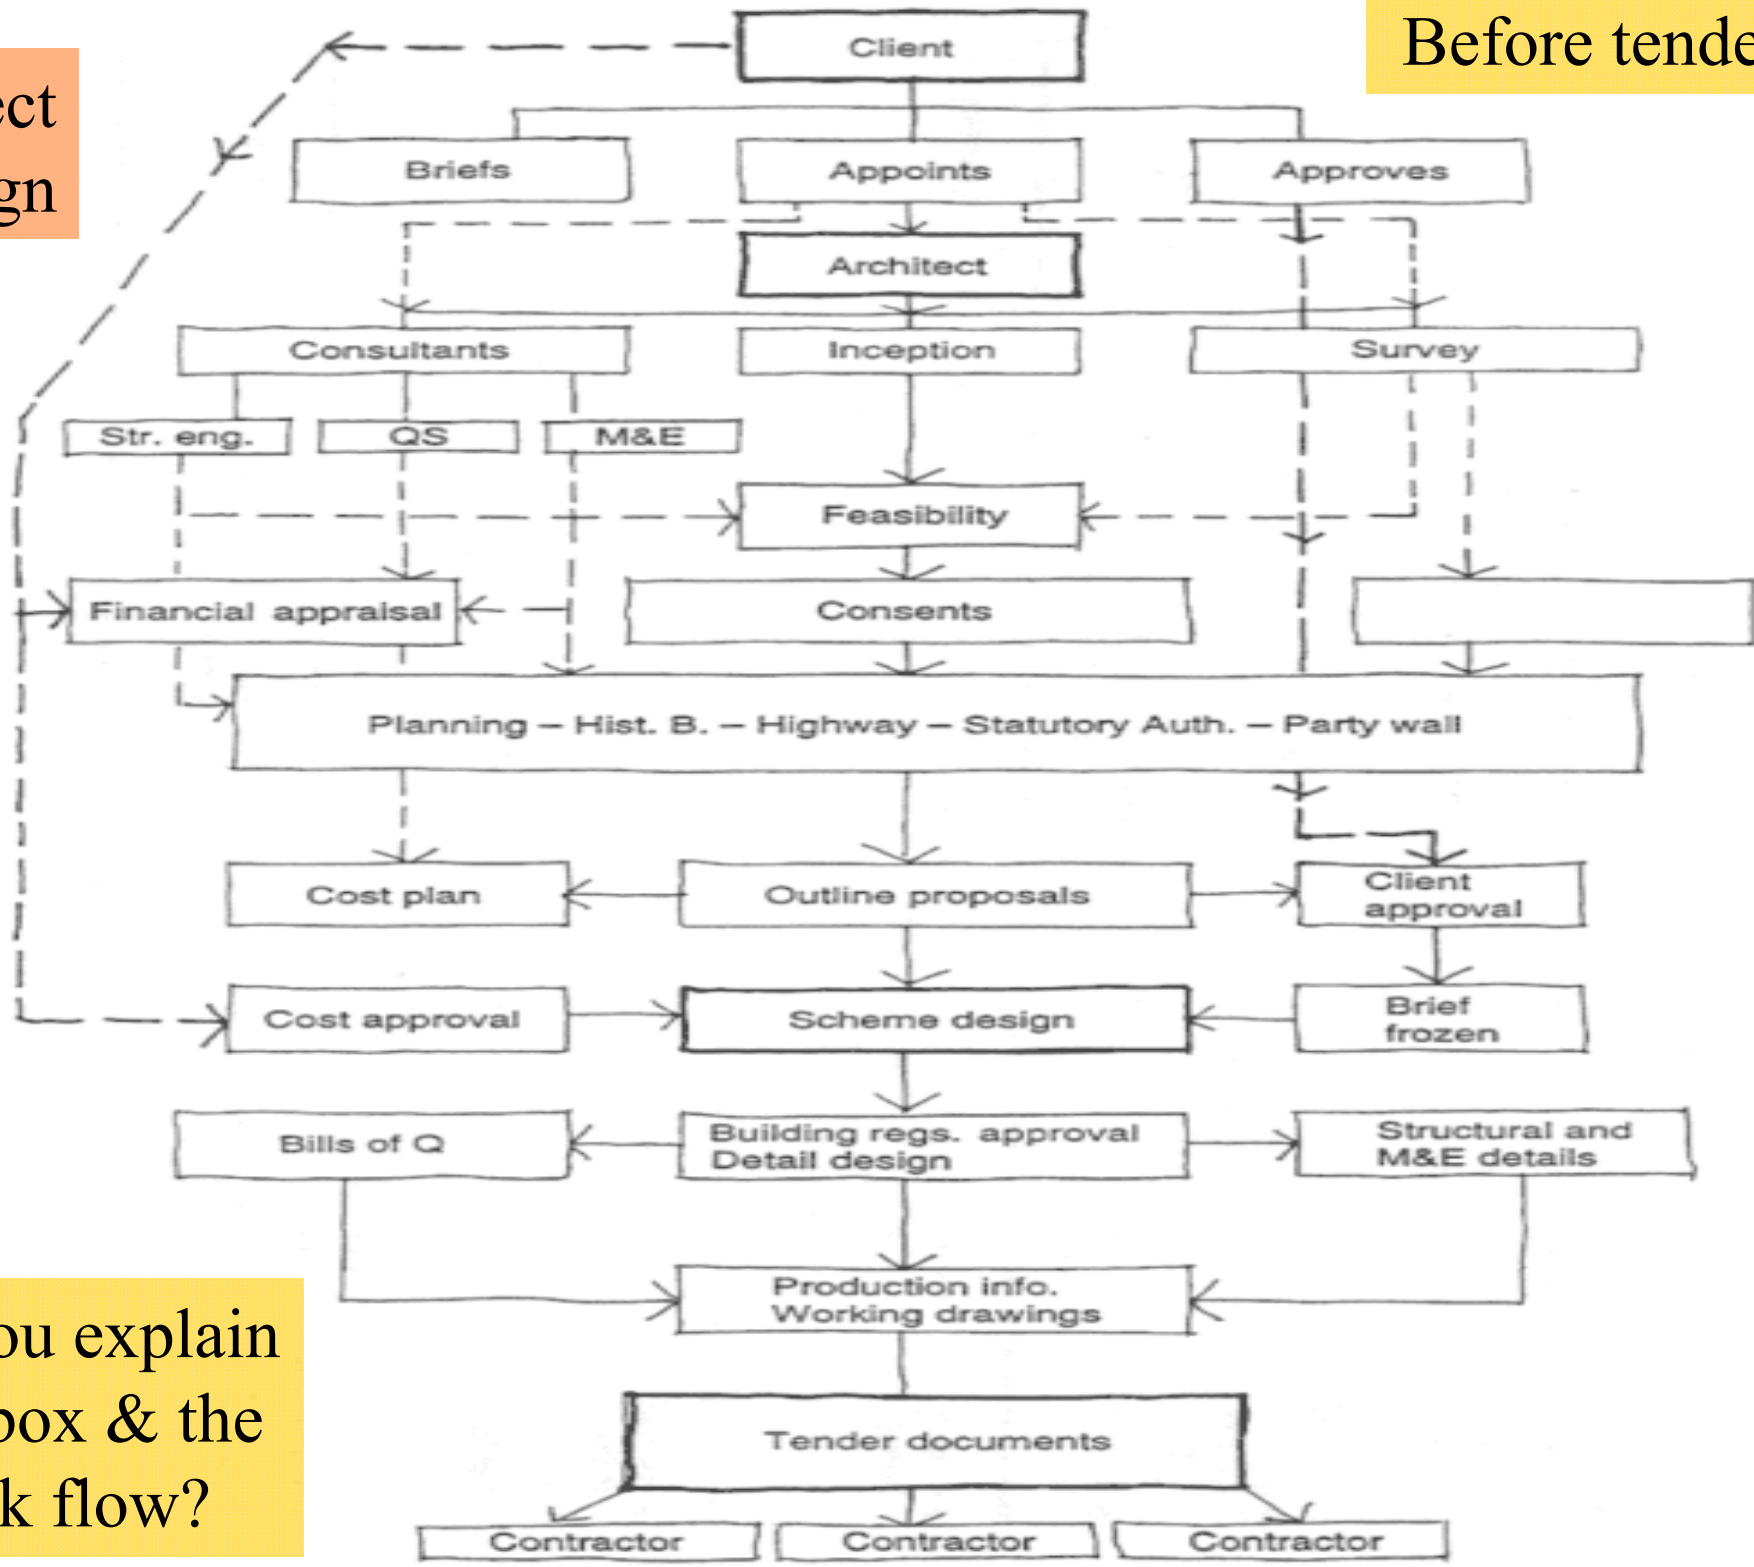 Client
Before tende
ect
gn
Briefs
Appoints
Approves
Architect
Consultants
Inception
Survey
Str. eng.
QS
M&E
Feasibility
Financial appraisal
Consents
Planning – Hist. B. – Highway – Statutory Auth. – Party wall
Cost plan
Outline proposals
Client
approval
Cost approval
Scheme design
Brief
frozen
Bills of Q
Building regs. approval
Detail design
Structural and
M&E details
Production info.
Working drawings
ou explain
box & the
k flow?
Tender documents
Contractor
Contractor
Contractor